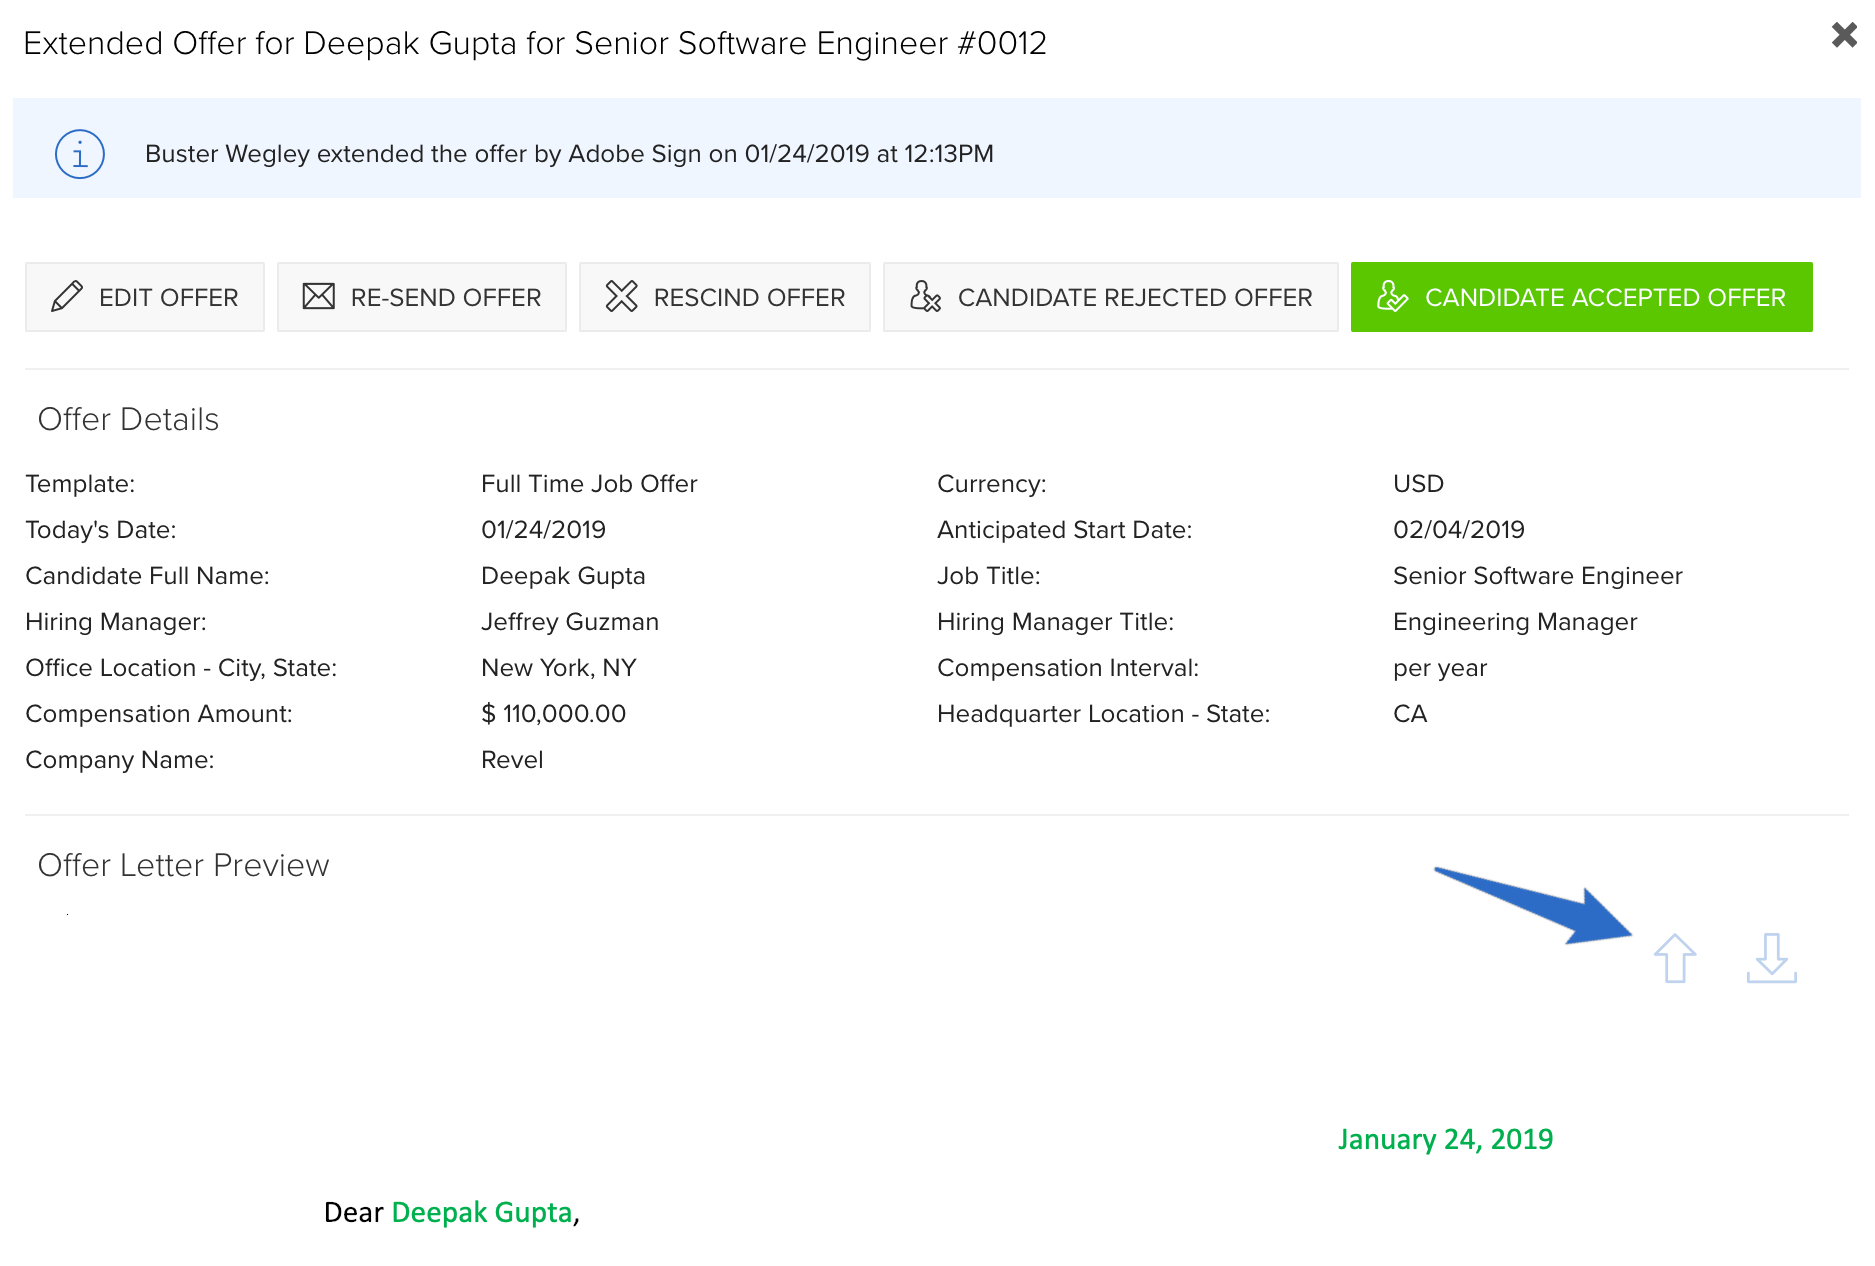 Extended Offer for Deepak Gupta for Senior Software Engineer #0012
Buster Wegley extended the offer by Adobe Sign on 01/24/2019 at 12:13PM
EDIT OFFER RE-SEND OFFER RESCIND OFFER CANDIDATE REJECTED OFFER CANDIDATE ACCEPTED OFFER
Offer Details
Template: Full Time Job Offer Currency: USD
Today's Date: 01/24/2019 Anticipated Start Date: 02/04/2019
Candidate Full Name: Deepak Gupta Job Title: Senior Software Engineer
Hiring Manager: Jeffrey Guzman Hiring Manager Title: Engineering Manager
Office Location - City, State: New York, NY Compensation Interval: per year
Compensation Amount: $ 110,000.00 Headquarter Location - State: CA
Company Name: Revel
Offer Letter Preview
January 24, 2019
Dear Deepak Gupta,